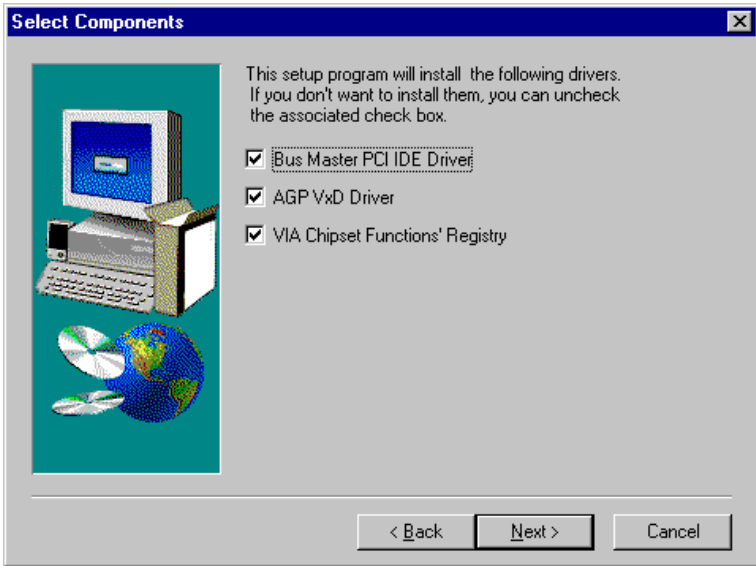 Select Components
This setup program will install the following drivers.
If you don't want to install them, you can uncheck
the associated check box.
Bus Master PCI IDE Driver
AGP VxD Driver
VIA Chipset Functions' Registry
< Back
Next >
Cancel